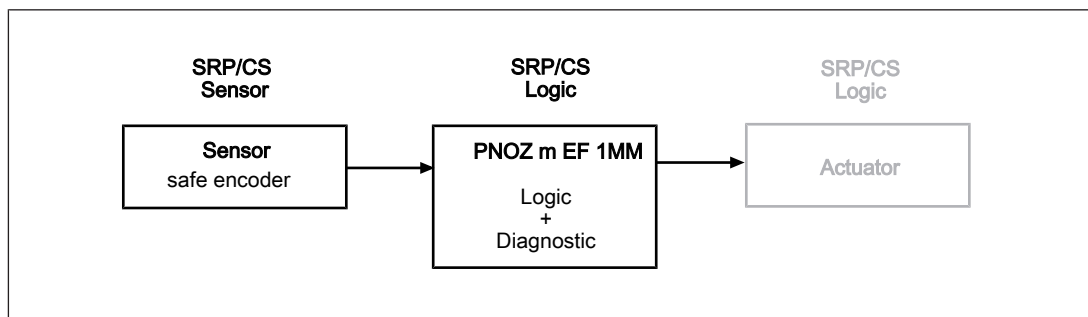 SRP/CS
Sensor
SRP/CS
Logic
SRP/CS
Logic
Sensor
safe encoder
PNOZ m EF 1MM
Logic
+
Diagnostic
Actuator